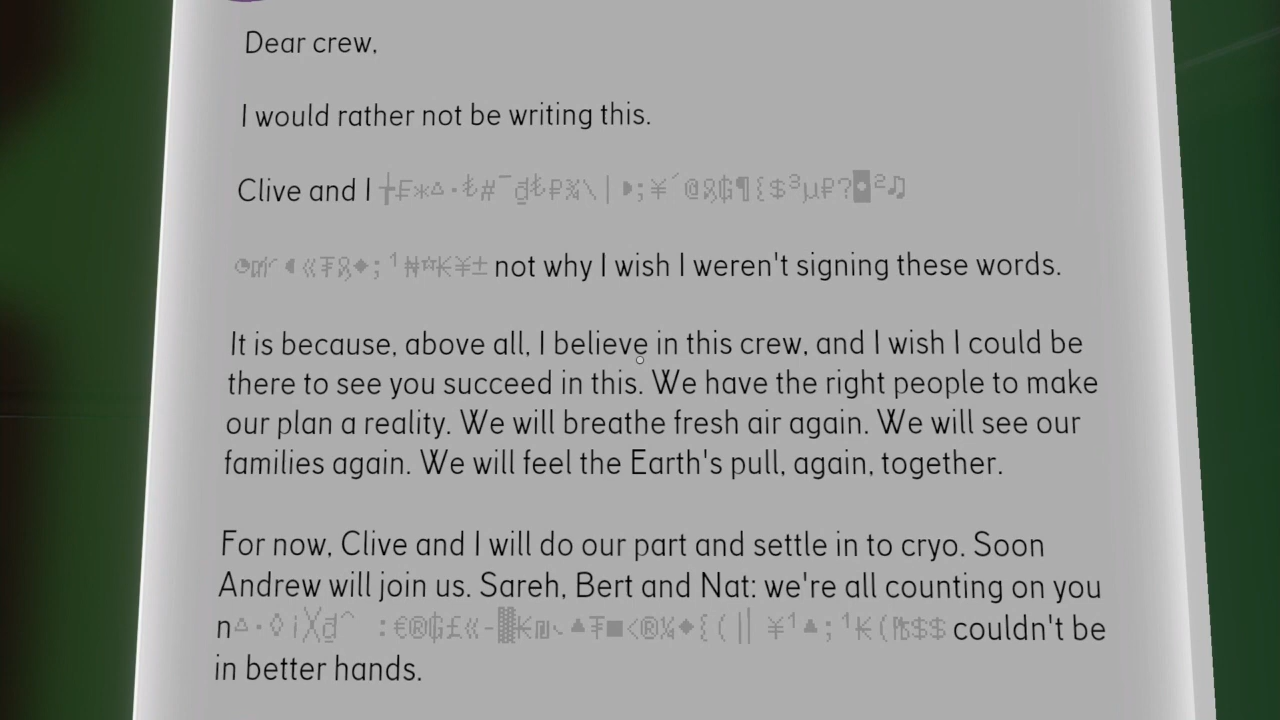 Dear crew,
I would rather not be writing this.
Clive and I
not why I wish I weren't signing these words.
It is because, above all, I believe in this crew, and I wish I could be
there to see you succeed in this. We have the right people to make
our plan a reality. We will breathe fresh air again. We will see our
families again. We will feel the Earth's pull, again, together.
For now, Clive and I will do our part and settle in to cryo. Soon
Andrew will join us. Sareh, Bert and Nat: we're all counting on you
couldn't be
in better hands.